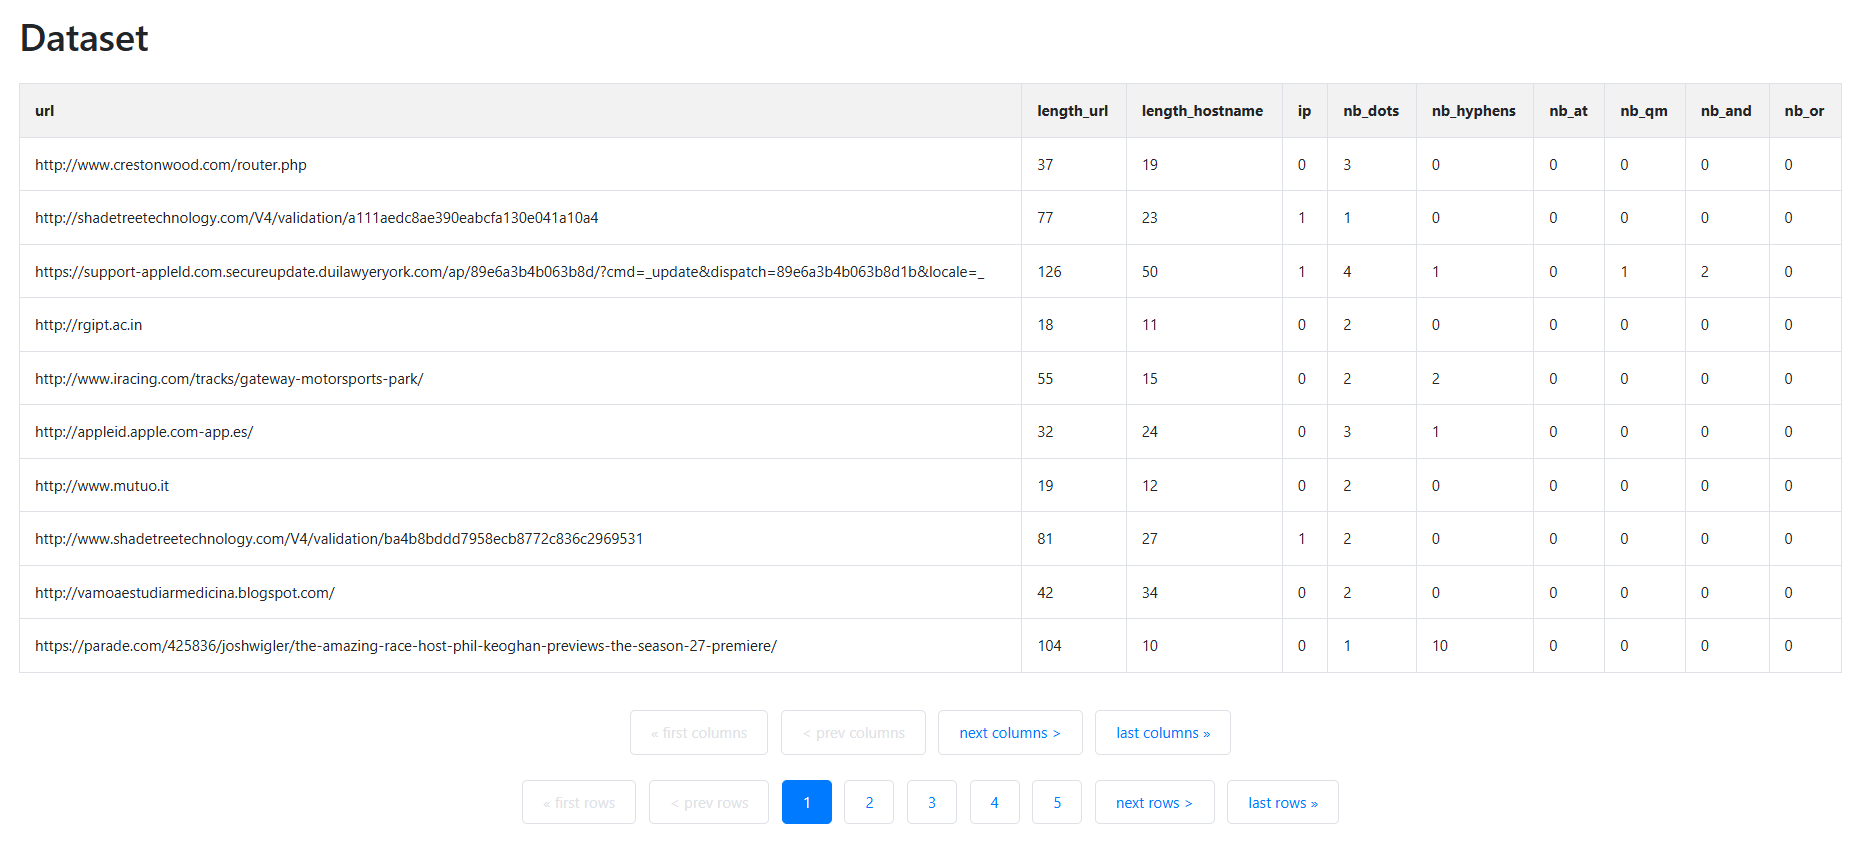 Dataset
url length_url length_hostname ip nb_dots nb_hyphens nb_at nb_qm nb_and nb_or
http://www.crestonwood.com/router.php 37 19 0 3 0 0 0 0 0
http://shadetreetechnology.com/V4/validation/a111aedc8ae390eabcfa130e041a10a4 77 23 1 1 0 0 0 0 0
https://support-appleld.com.secureupdate.duilawyeryork.com/ap/89e6a3b4b063b8d/?cmd=_update&dispatch=89e6a3b4b063b8d1b&locale=_ 126 50 1 4 1 0 1 2 0
http://rgipt.ac.in 18 11 0 2 0 0 0 0 0
http://www.iracing.com/tracks/gateway-motorsports-park/ 55 15 0 2 2 0 0 0 0
http://appleid.apple.com-app.es/ 32 24 0 3 1 0 0 0 0
http://www.mutuo.it 19 12 0 2 0 0 0 0 0
http://www.shadetreetechnology.com/V4/validation/ba4b8bddd7958ecb8772c836c2969531 81 27 1 2 0 0 0 0 0
http://vamoaestudiarmedicina.blogspot.com/ 42 34 0 2 0 0 0 0 0
https://parade.com/425836/joshwigler/the-amazing-race-host-phil-keoghan-previews-the-season-27-premiere/ 104 10 0 1 10 0 0 0 0
« first columns < prev columns next columns > last columns »
« first rows < prev rows 1 2 3 4 5 next rows > last rows »